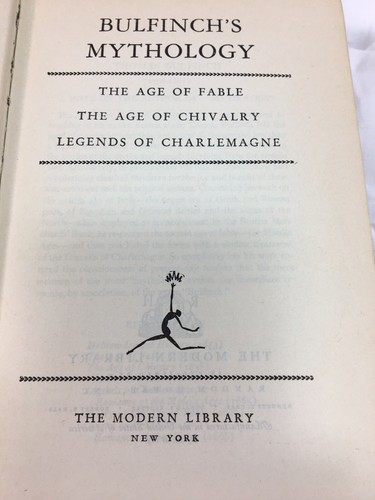 BULFINCH'S
MYTHOLOGY
THE AGE OF FABLE
THE AGE OF CHIVALRY
LEGENDS OF CHARLEMAGNE
THE MODERN LIBRARY
NEW YORK